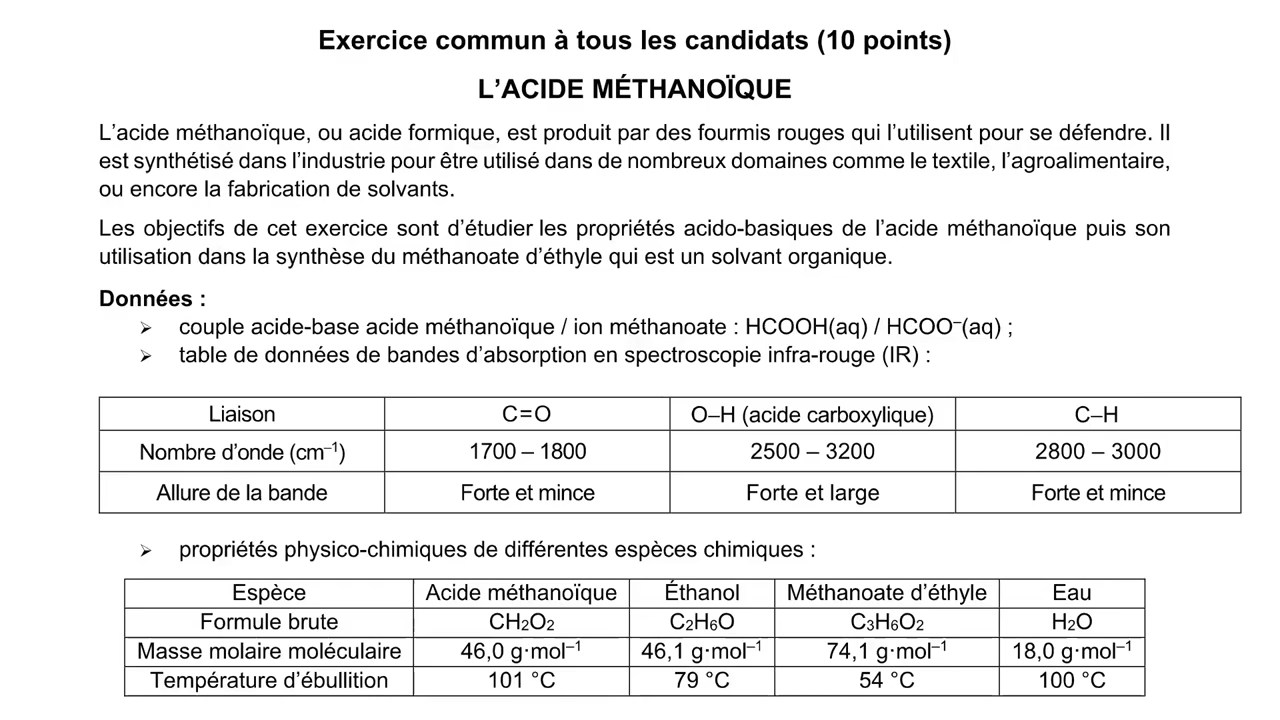 Exercice commun à tous les candidats (10 points)
L’ACIDE MÉTHANOÏQUE
L’acide méthanoïque, ou acide formique, est produit par des fourmis rouges qui l’utilisent pour se défendre. Il
est synthétisé dans l’industrie pour être utilisé dans de nombreux domaines comme le textile, l’agroalimentaire,
ou encore la fabrication de solvants.
Les objectifs de cet exercice sont d’étudier les propriétés acido-basiques de l’acide méthanoïque puis son
utilisation dans la synthèse du méthanoate d’éthyle qui est un solvant organique.
Données :
➢ couple acide-base acide méthanoïque / ion méthanoate : HCOOH(aq) / HCOO⁻(aq) ;
➢ table de données de bandes d’absorption en spectroscopie infra-rouge (IR) :
Liaison C=O O–H (acide carboxylique) C–H
Nombre d’onde (cm⁻¹) 1700 – 1800 2500 – 3200 2800 – 3000
Allure de la bande Forte et mince Forte et large Forte et mince
➢ propriétés physico-chimiques de différentes espèces chimiques :
Espèce Acide méthanoïque Éthanol Méthanoate d’éthyle Eau
Formule brute CH₂O₂ C₂H₆O C₃H₆O₂ H₂O
Masse molaire moléculaire 46,0 g·mol⁻¹ 46,1 g·mol⁻¹ 74,1 g·mol⁻¹ 18,0 g·mol⁻¹
Température d’ébullition 101 °C 79 °C 54 °C 100 °C